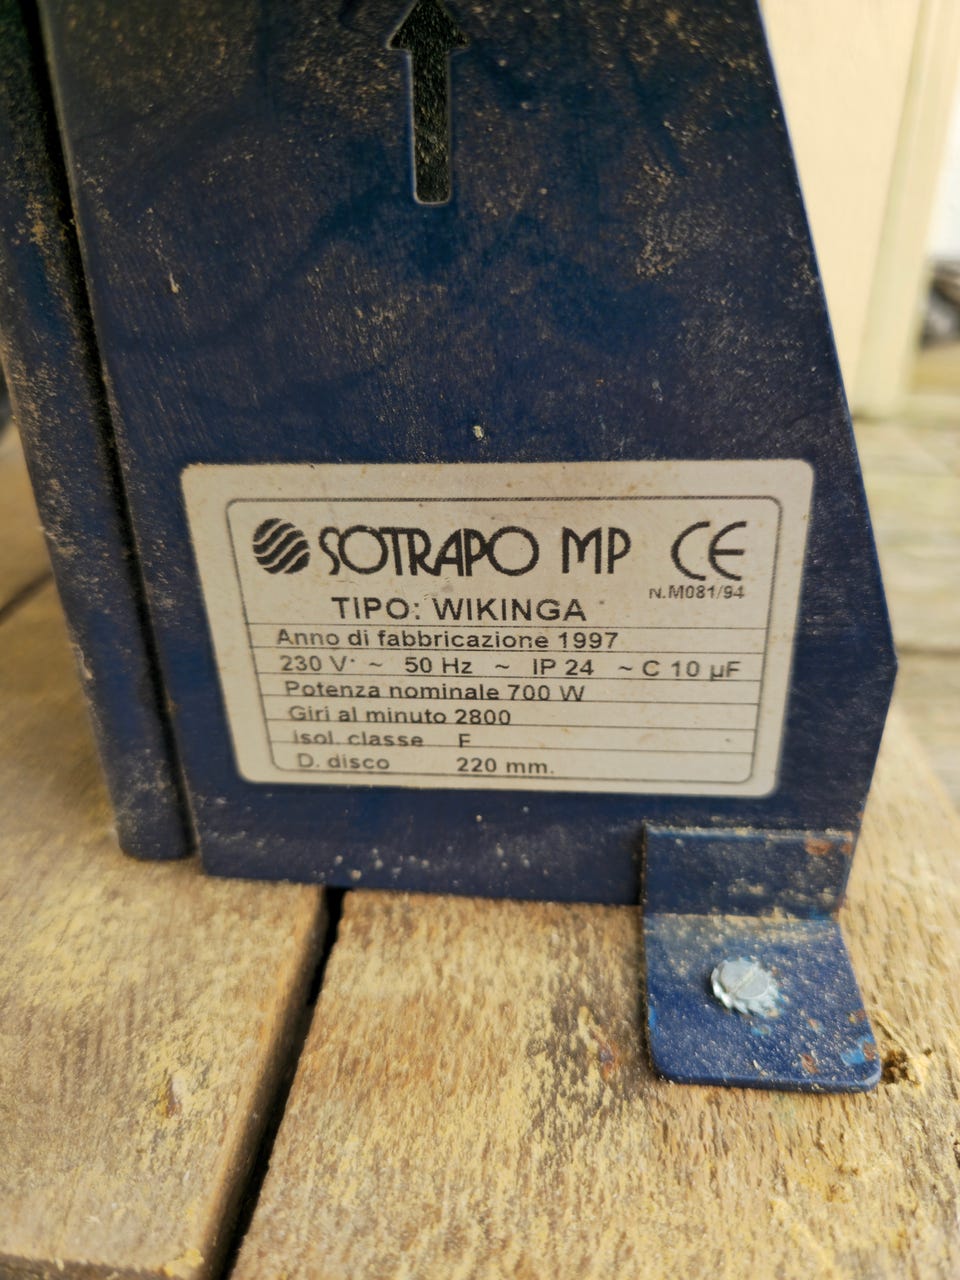 SOTRAPO MP CE
N.M081/94
TIPO: WIKINGA
Anno di fabbricazione 1997
230 V ~ 50 Hz ~ IP 24 ~ C 10 µF
Potenza nominale 700 W
Giri al minuto 2800
Isol. classe F
D. disco 220 mm.